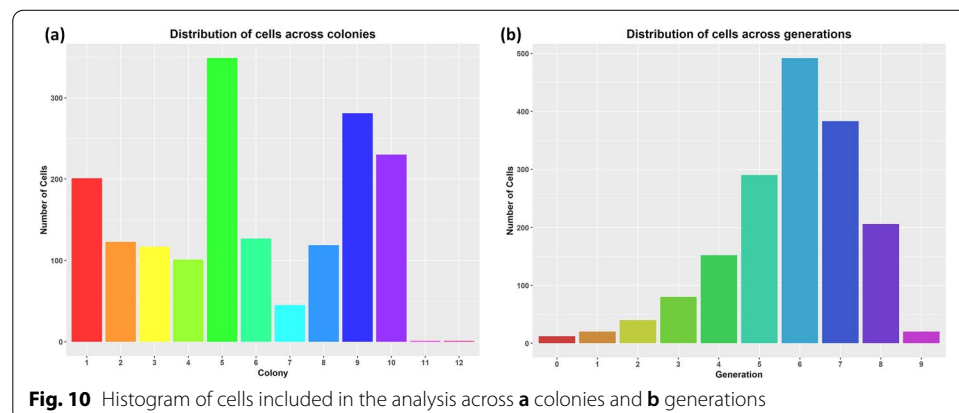 (a)
Distribution of cells across colonies
Number of Cells
300
200
100
0
1 2 3 4 5 6 7 8 9 10 11 12
Colony
(b)
Distribution of cells across generations
Number of Cells
500
400
300
200
100
0
0 1 2 3 4 5 6 7 8 9
Generation
Fig. 10 Histogram of cells included in the analysis across a colonies and b generations